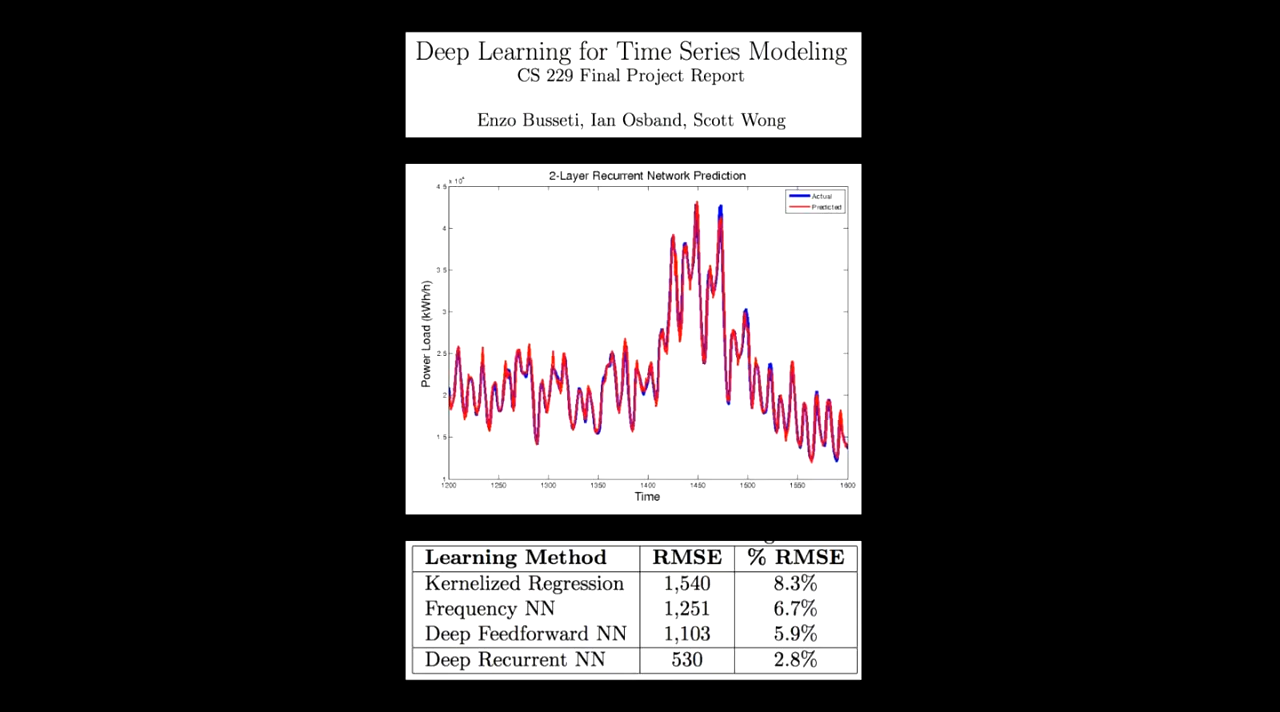 Deep Learning for Time Series Modeling
CS 229 Final Project Report
Enzo Busseti, Ian Osband, Scott Wong
2-Layer Recurrent Network Prediction
x 10⁴
Actual
Predicted
4 5
4
3 5
3
2 5
2
1 5
1
Power Load (kWh/h)
1200 1250 1300 1350 1400 1450 1500 1550 1600
Time
Learning Method RMSE % RMSE
Kernelized Regression 1,540 8.3%
Frequency NN 1,251 6.7%
Deep Feedforward NN 1,103 5.9%
Deep Recurrent NN 530 2.8%